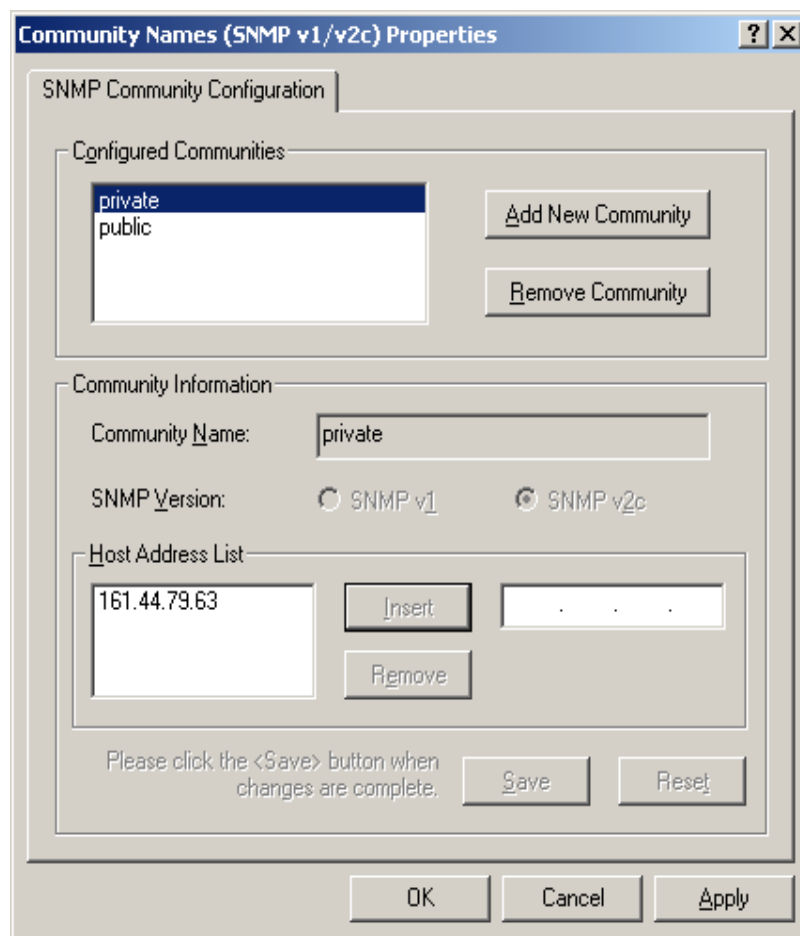 Community Names (SNMP v1/v2c) Properties
SNMP Community Configuration
Configured Communities
private
public
Add New Community
Remove Community
Community Information
Community Name:
private
SNMP Version:
SNMP v1
SNMP v2c
Host Address List
161.44.79.63
Insert
. . .
Remove
Please click the <Save> button when
changes are complete.
Save
Reset
OK
Cancel
Apply